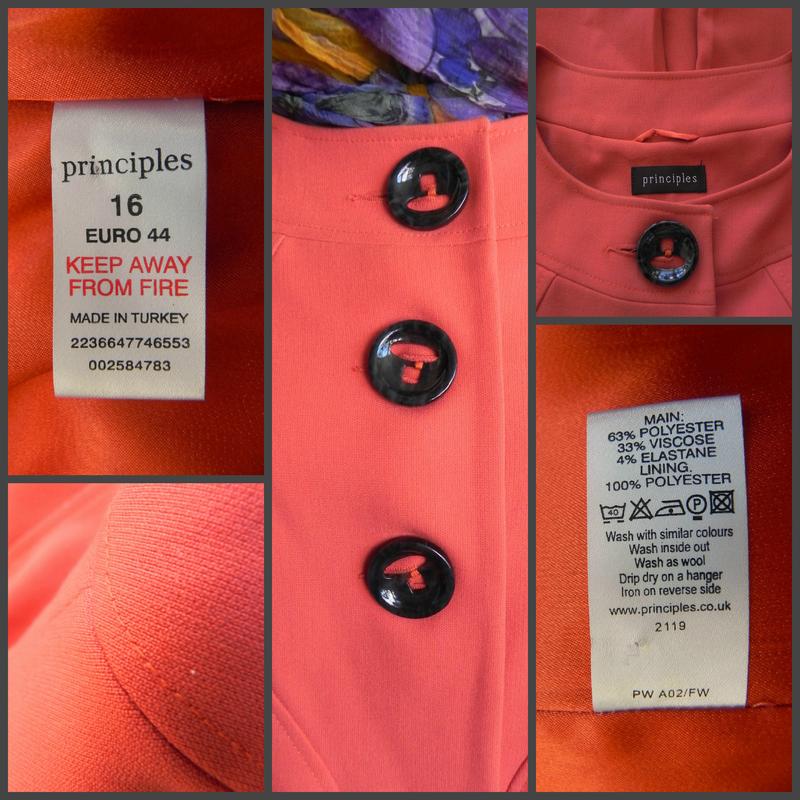 principles
16
EURO 44
KEEP AWAY
FROM FIRE
MADE IN TURKEY
2236647746553
002584783
principles
MAIN:
63% POLYESTER
33% VISCOSE
4% ELASTANE
LINING.
100% POLYESTER
40 P
Wash with similar colours
Wash inside out
Wash as wool
Drip dry on a hanger
Iron on reverse side
www.principles.co.uk
2119
PW A02/FW